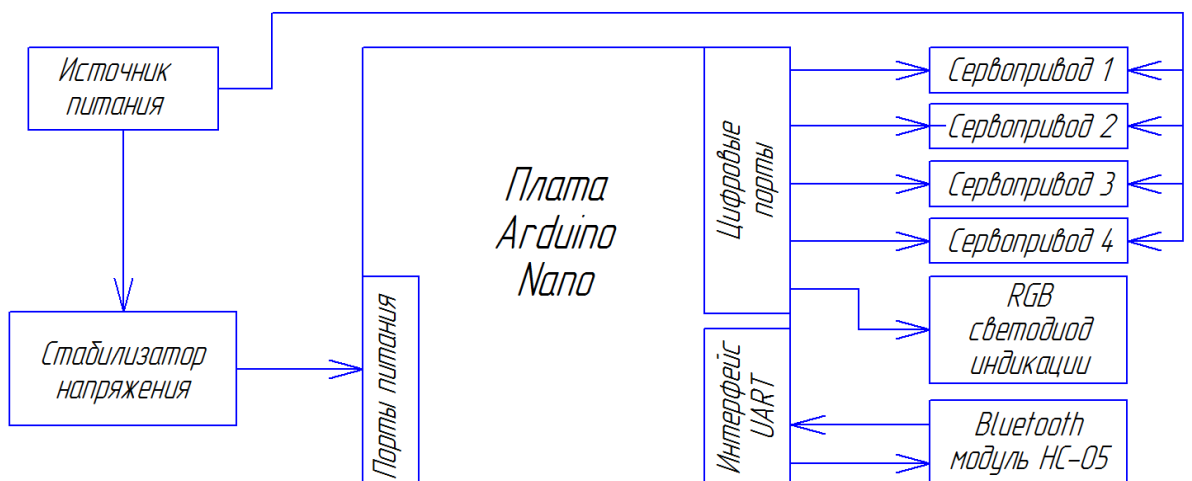 Источник
питания
Стабилизатор
напряжения
Порты питания
Плата
Arduino
Nano
Цифровые
порты
Интерфейс
UART
Сервопривод 1
Сервопривод 2
Сервопривод 3
Сервопривод 4
RGB
светодиод
индикации
Bluetooth
модуль HC-05